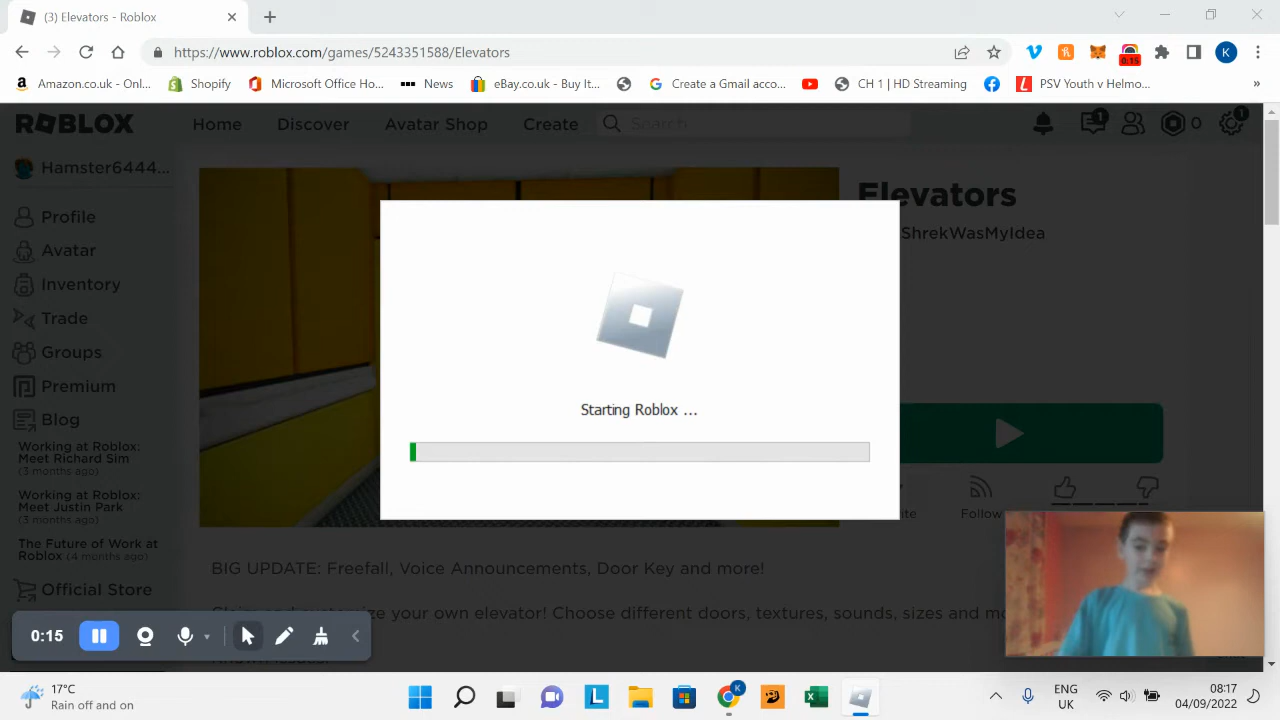 (3) Elevators - Roblox
https://www.roblox.com/games/5243351588/Elevators
0:15
K
Amazon.co.uk - Onl...
Shopify
Microsoft Office Ho...
News
eBay.co.uk - Buy It...
Create a Gmail acco...
CH 1 | HD Streaming
PSV Youth v Helmo...
»
ROBLOX
Home
Discover
Avatar Shop
Create
Search
1
0
1
Hamster6444...
Profile
Avatar
Inventory
Trade
Groups
Premium
Blog
Working at Roblox:
Meet Richard Sim
(3 months ago)
Working at Roblox:
Meet Justin Park
(3 months ago)
The Future of Work at
Roblox (4 months ago)
Official Store
Elevators
ShrekWasMyIdea
Starting Roblox ...
Follow
BIG UPDATE: Freefall, Voice Announcements, Door Key and more!
your own elevator! Choose different doors, textures, sounds, sizes and
0:15
17°C
Rain off and on
L
K
ENG
UK
08:17
04/09/2022